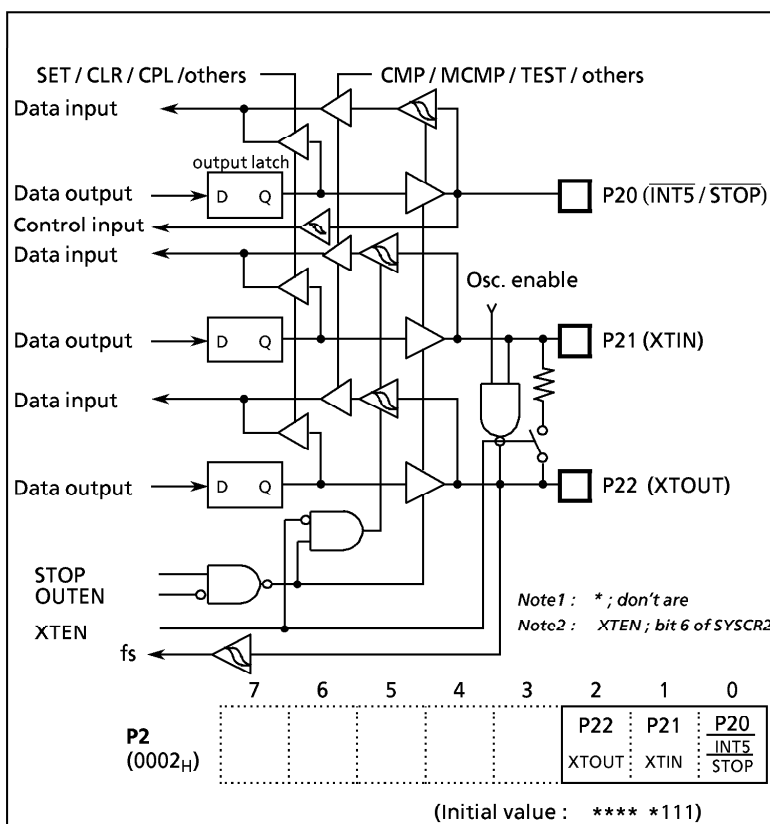 SET / CLR / CPL /others
CMP / MCMP / TEST / others
Data input
output latch
Data output
D Q
P20 (INT5 / STOP)
Control input
Data input
Osc. enable
Data output
D Q
P21 (XTIN)
Data input
Data output
D Q
P22 (XTOUT)
STOP
OUTEN
XTEN
fs
Note1 : * ; don't are
Note2 : XTEN ; bit 6 of SYSCR2
7 6 5 4 3 2 1 0
P2
(0002H)
P22 P21 P20
XTOUT XTIN INT5
STOP
(Initial value : **** *111)